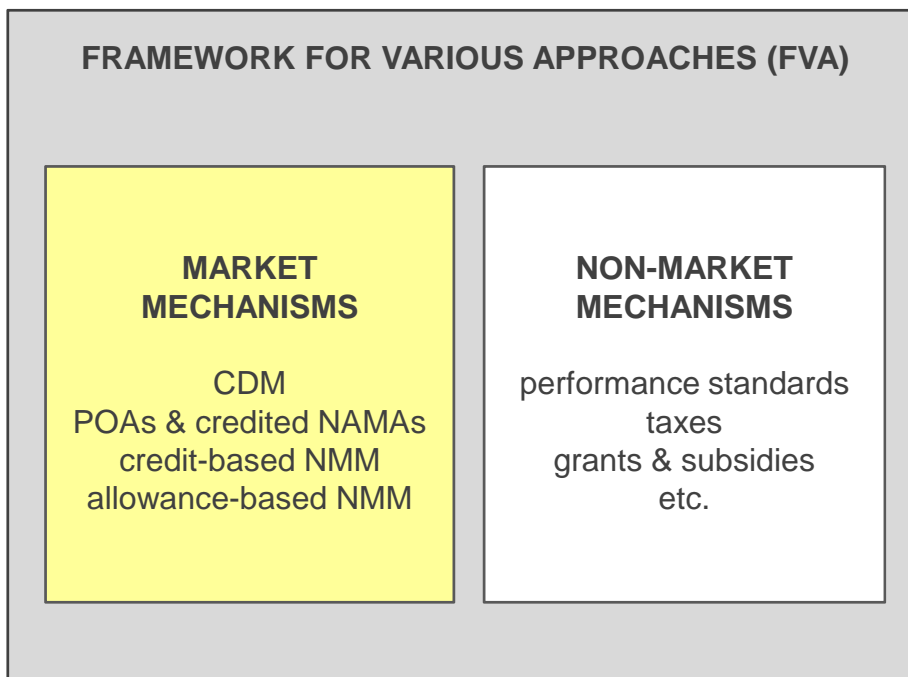 FRAMEWORK FOR VARIOUS APPROACHES (FVA)
MARKET
MECHANISMS
CDM
POAs & credited NAMAs
credit-based NMM
allowance-based NMM
NON-MARKET
MECHANISMS
performance standards
taxes
grants & subsidies
etc.